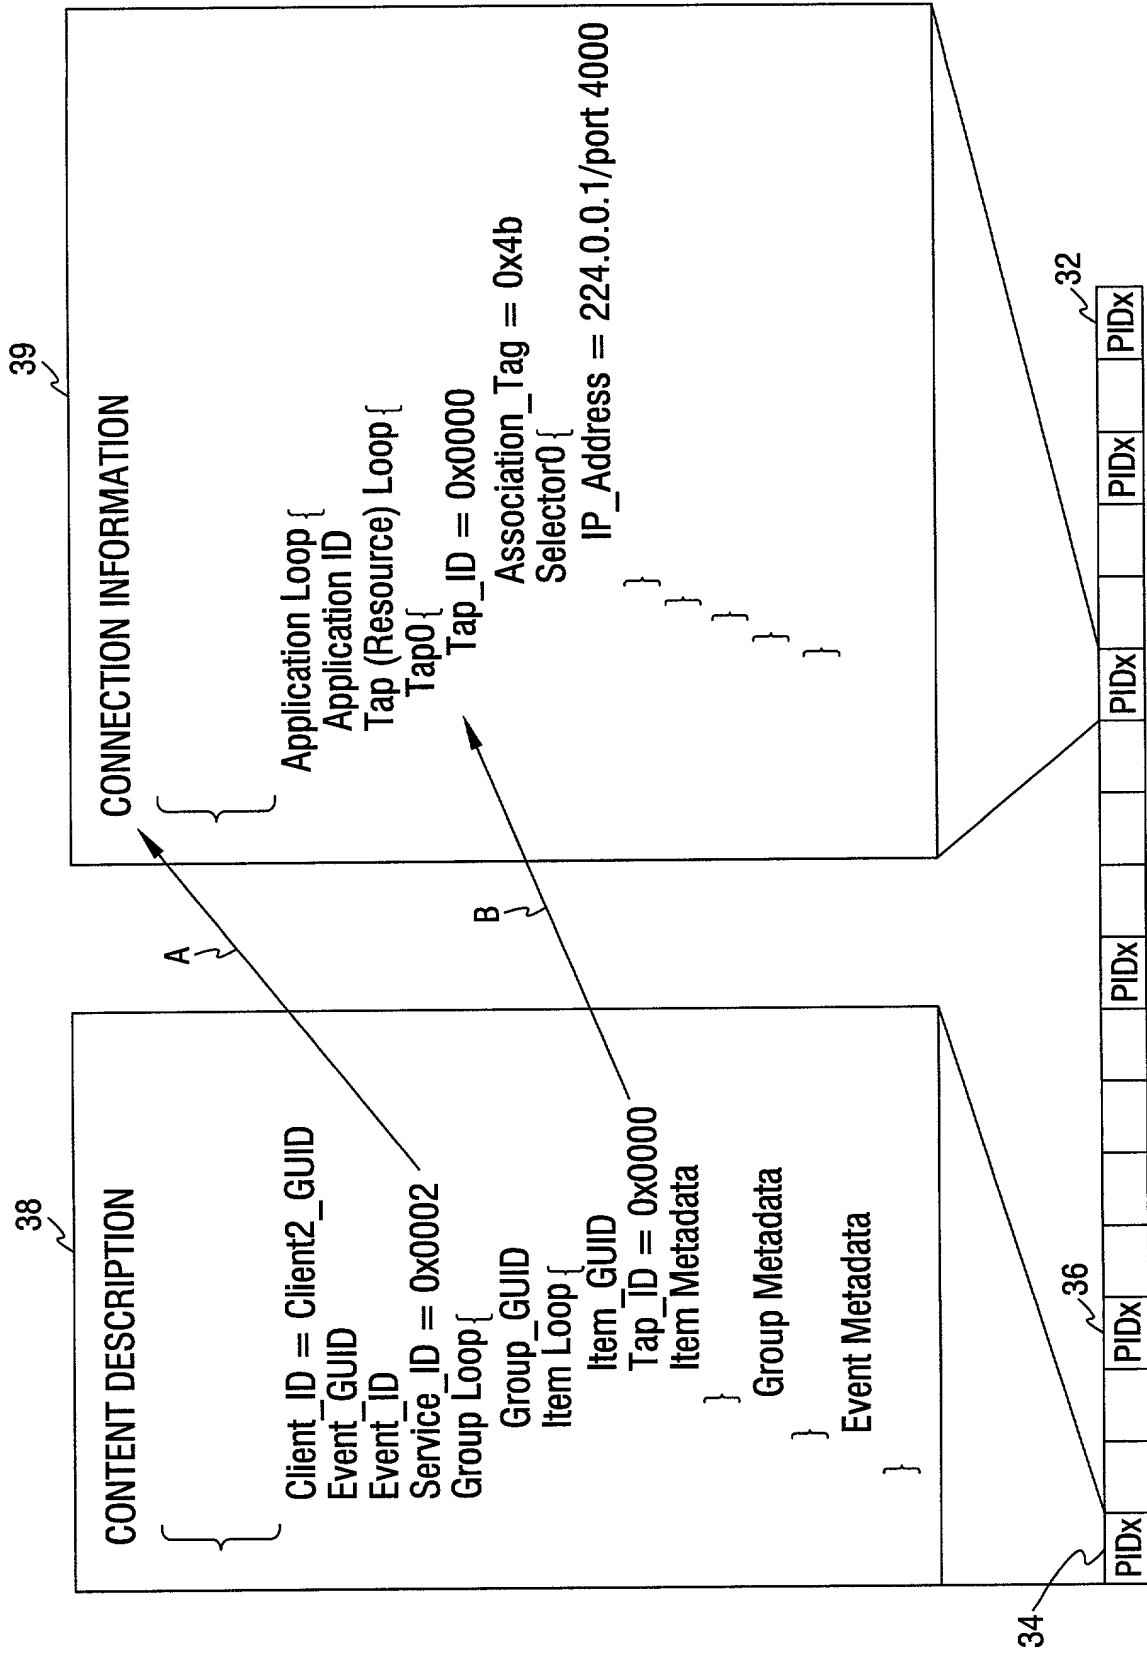 38
CONTENT DESCRIPTION
{
Client_ID = Client2_GUID
Event_GUID
Event_ID
Service_ID = 0x0002
Group Loop{
Group_GUID
Item Loop{
Item_GUID
Tap_ID = 0x0000
Item Metadata
}
Group Metadata
}
Event Metadata
}
A
B
39
CONNECTION INFORMATION
{
Application Loop{
Application ID
Tap (Resource) Loop{
Tap0{
Tap_ID = 0x0000
Association_Tag = 0x4b
Selector0{
IP_Address = 224.0.0.1/port 4000
}
}
}
}
}
34
36
32
PIDx
PIDx
PIDx
PIDx
PIDx
PIDx